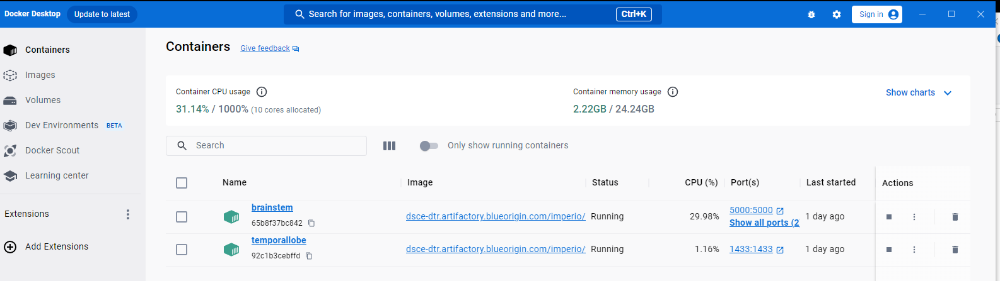 Docker Desktop Update to latest Search for images, containers, volumes, extensions and more... Ctrl+K Sign in
Containers
Images
Volumes
Dev Environments BETA
Docker Scout
Learning center
Extensions
Add Extensions
Containers Give feedback
Container CPU usage
31.14% / 1000% (10 cores allocated)
Container memory usage
2.22GB / 24.24GB
Show charts
Search Only show running containers
Name Image Status CPU (%) Port(s) Last started Actions
brainstem
65b8f37bc842
dsce-dtr.artifactory.blueorigin.com/imperio/ Running 29.98% 5000:5000 1 day ago
Show all ports (2
temporallobe
92c1b3cebffd
dsce-dtr.artifactory.blueorigin.com/imperio/ Running 1.16% 1433:1433 1 day ago